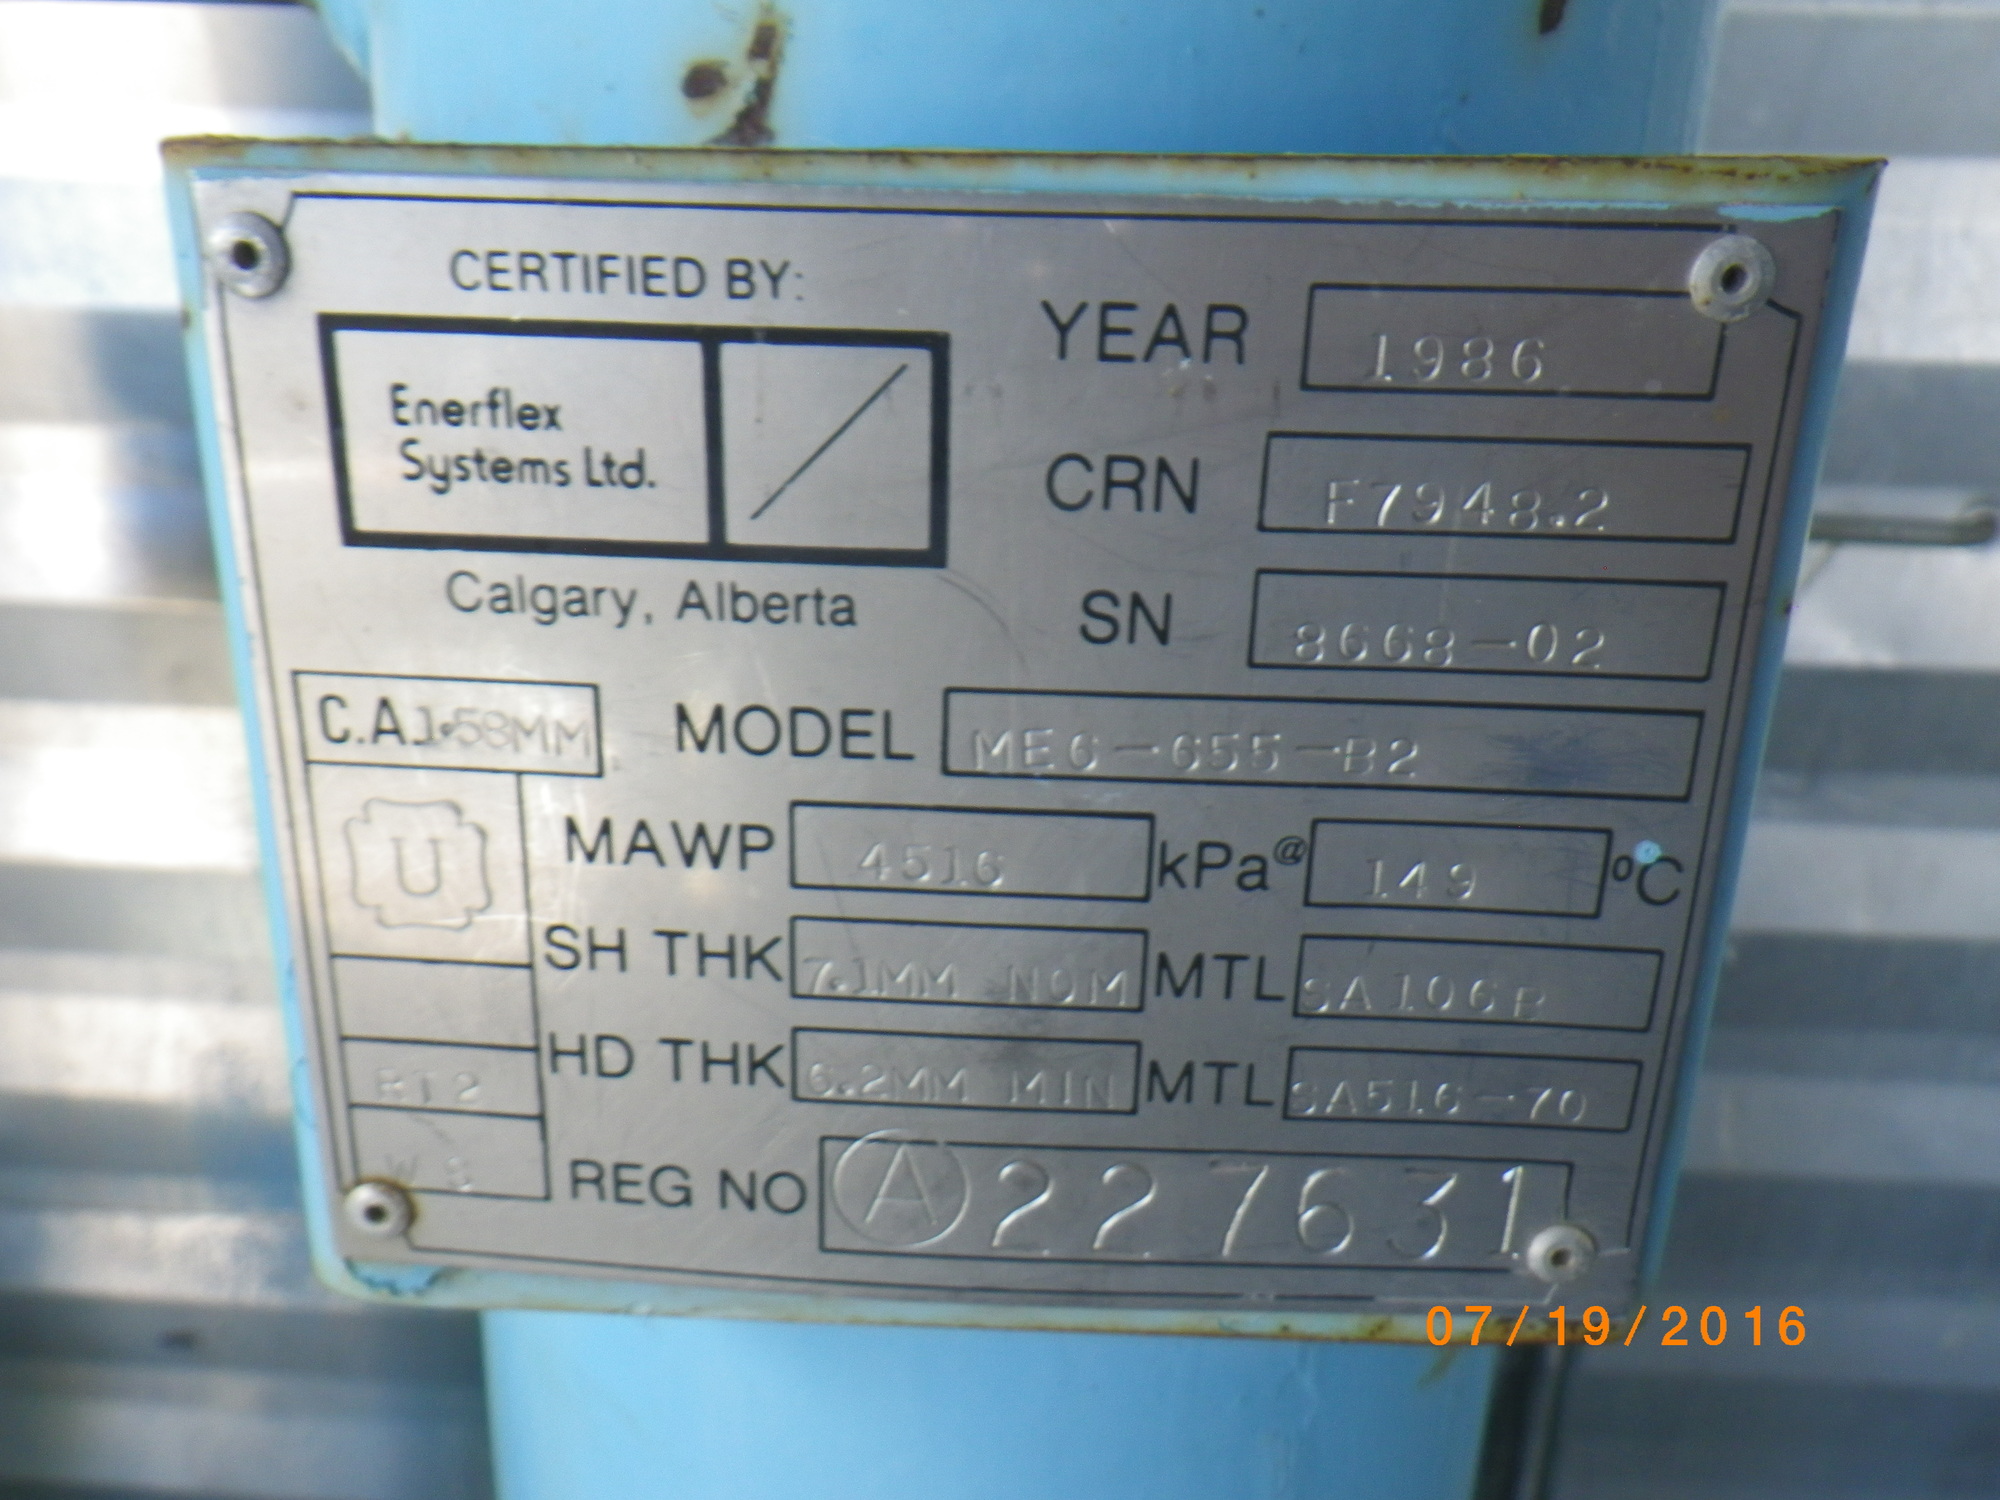 CERTIFIED BY:
Enerflex
Systems Ltd.
Calgary, Alberta
YEAR 1986
CRN F7948.2
SN 8668-02
C.A. 1.58MM MODEL ME6-655-B2
U
MAWP 4516 kPa@ 149 °C
SH THK 7.1MM NOM MTL SA106B
HD THK 6.2MM MIN MTL SA516-70
RT2
W S
REG NO A 227631
07/19/2016